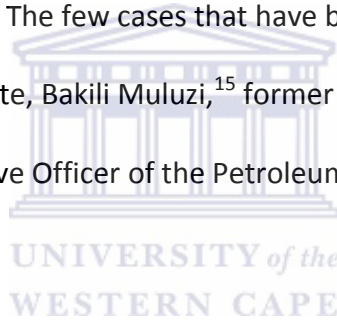 The few cases that have b
te, Bakili Muluzi,15 former
ve Officer of the Petroleum
UNIVERSITY of the
WESTERN CAPE